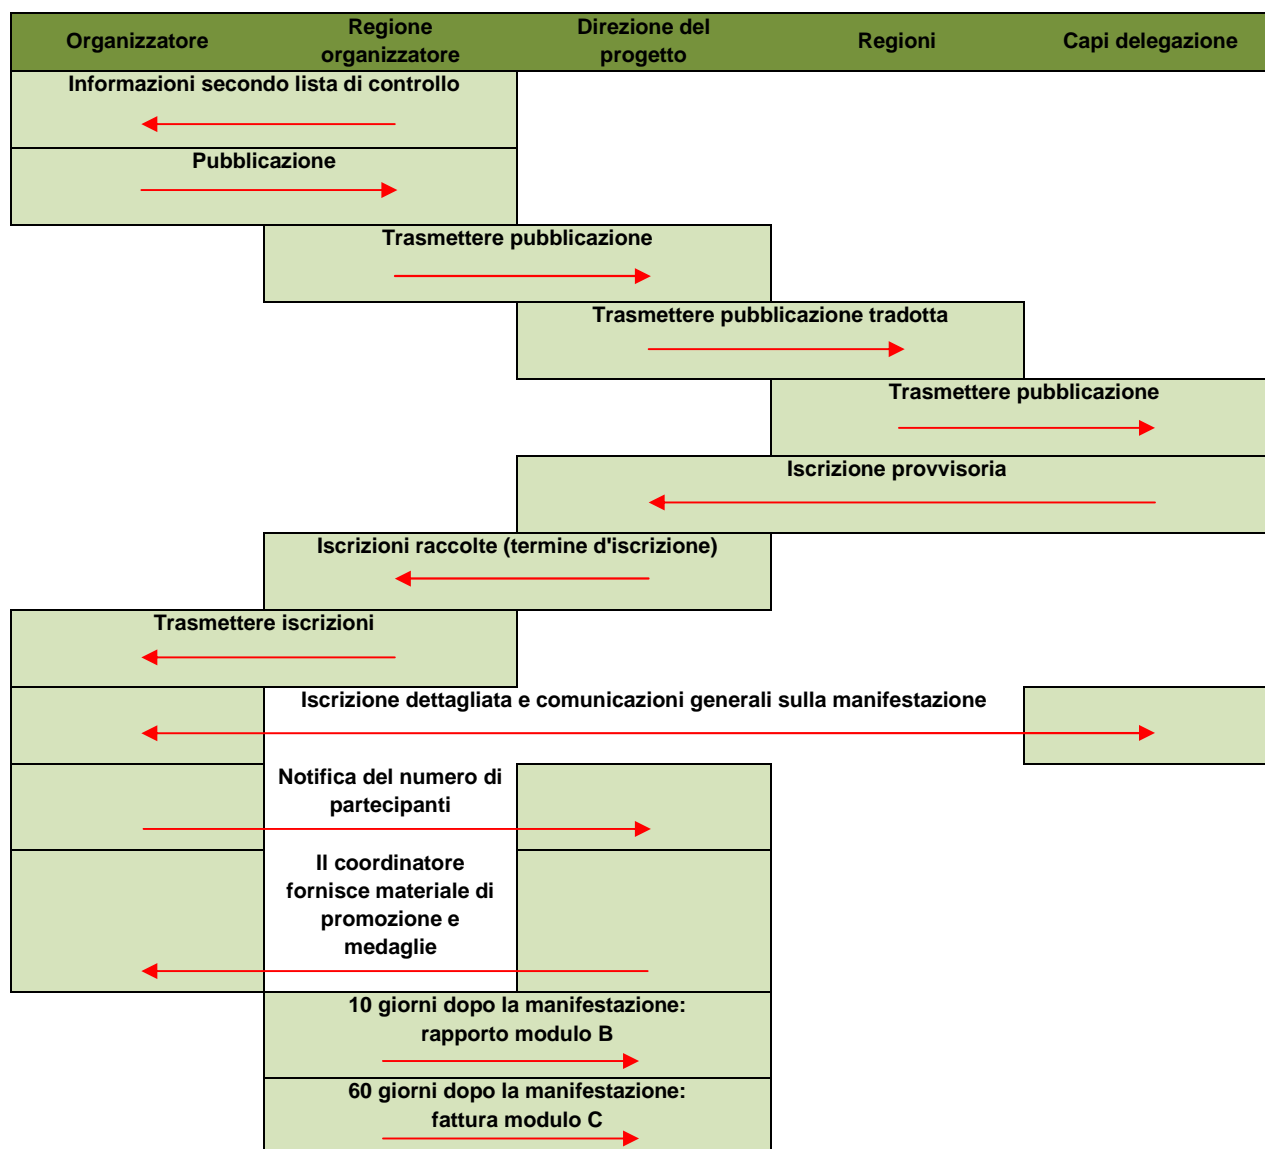 Organizzatore
Regione
organizzatore
Direzione del
progetto
Regioni
Capi delegazione
Informazioni secondo lista di controllo
Pubblicazione
Trasmettere pubblicazione
Trasmettere pubblicazione tradotta
Trasmettere pubblicazione
Iscrizione provvisoria
Iscrizioni raccolte (termine d'iscrizione)
Trasmettere iscrizioni
Iscrizione dettagliata e comunicazioni generali sulla manifestazione
Notifica del numero di
partecipanti
Il coordinatore
fornisce materiale di
promozione e
medaglie
10 giorni dopo la manifestazione:
rapporto modulo B
60 giorni dopo la manifestazione:
fattura modulo C